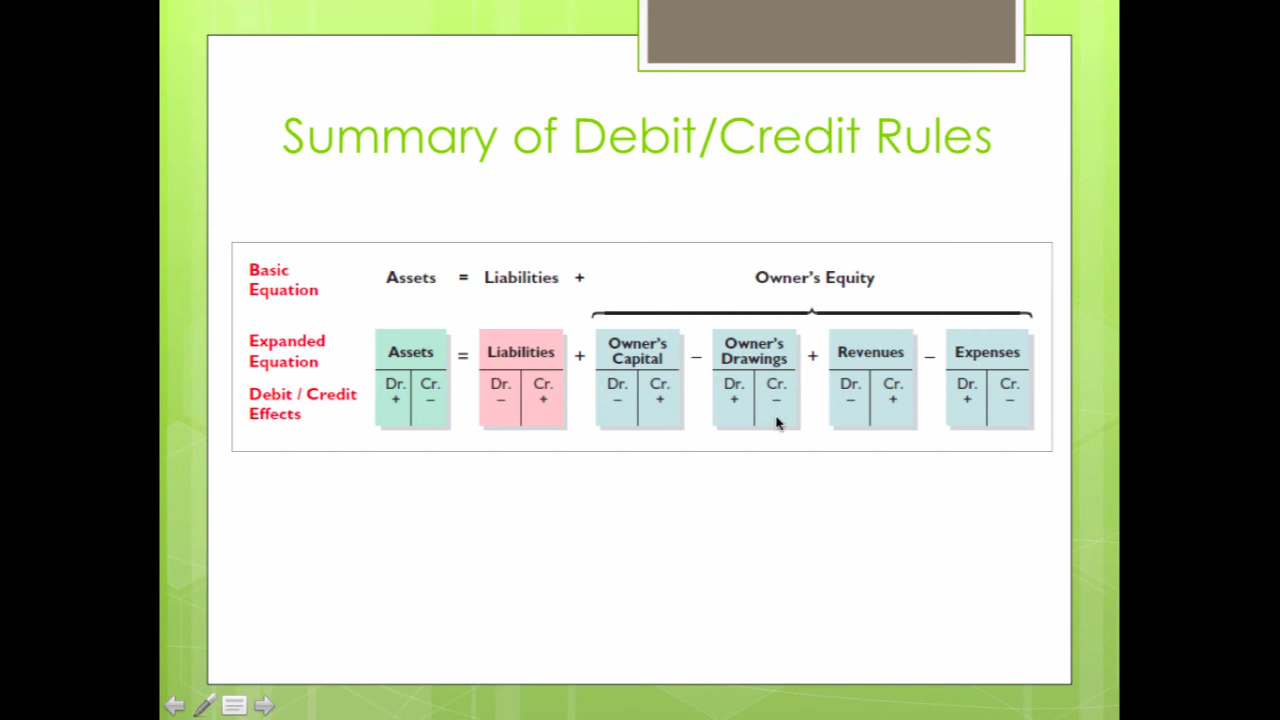 Summary of Debit/Credit Rules
Basic
Equation
Assets = Liabilities + Owner's Equity
Expanded
Equation
Debit / Credit
Effects
Assets = Liabilities + Owner's Capital – Owner's Drawings + Revenues – Expenses
Dr. Cr. Dr. Cr. Dr. Cr. Dr. Cr. Dr. Cr. Dr. Cr.
+ – – + – + + – – + + –